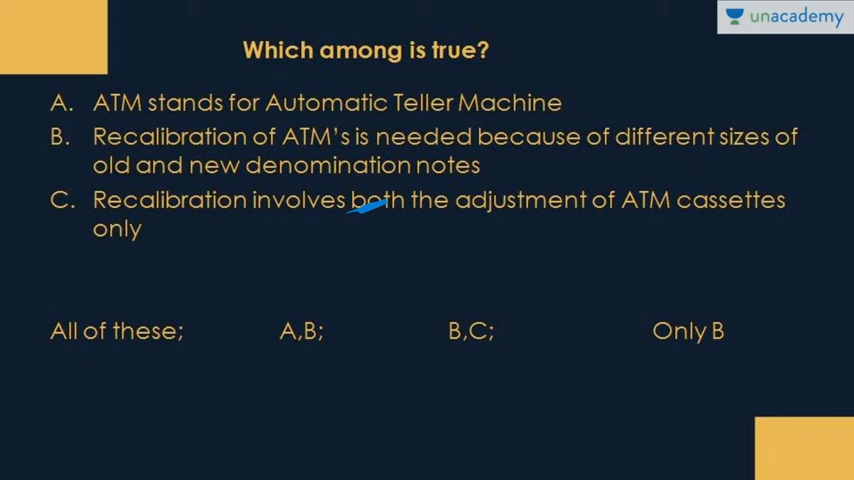 unacademy
Which among is true?
A. ATM stands for Automatic Teller Machine
B. Recalibration of ATM's is needed because of different sizes of
old and new denomination notes
C. Recalibration involves both the adjustment of ATM cassettes
only
All of these; A,B; B,C; Only B